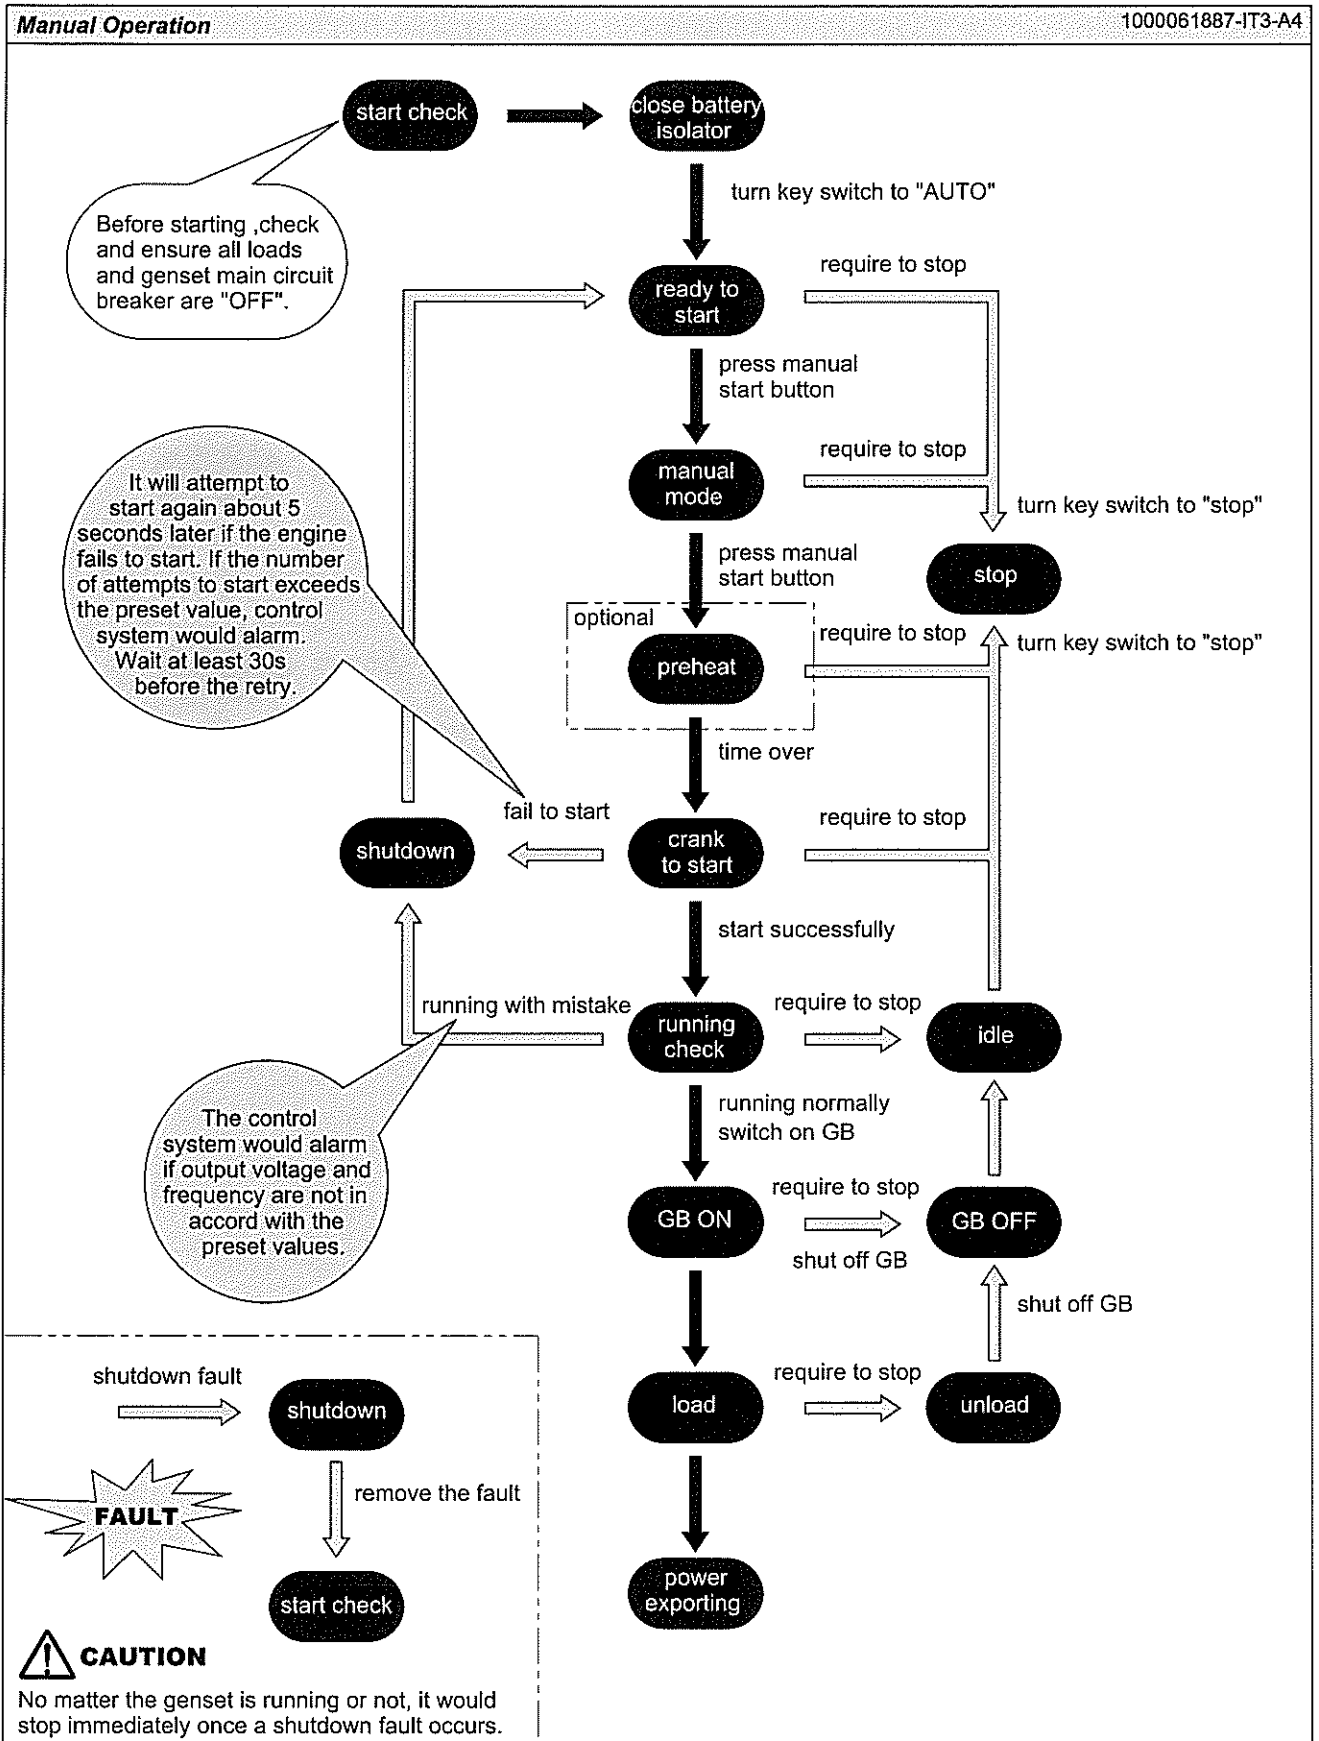 Manual Operation
1000061887-IT3-A4
start check
close battery
isolator
turn key switch to "AUTO"
Before starting ,check
and ensure all loads
and genset main circuit
breaker are "OFF".
ready to
start
require to stop
press manual
start button
manual
mode
require to stop
turn key switch to "stop"
It will attempt to
start again about 5
seconds later if the engine
fails to start. If the number
of attempts to start exceeds
the preset value, control
system would alarm.
Wait at least 30s
before the retry.
press manual
start button
stop
optional
preheat
require to stop
turn key switch to "stop"
time over
fail to start
shutdown
crank
to start
require to stop
start successfully
running with mistake
running
check
require to stop
idle
The control
system would alarm
if output voltage and
frequency are not in
accord with the
preset values.
running normally
switch on GB
GB ON
require to stop
shut off GB
GB OFF
shut off GB
load
require to stop
unload
power
exporting
shutdown fault
shutdown
FAULT
remove the fault
start check
CAUTION
No matter the genset is running or not, it would
stop immediately once a shutdown fault occurs.